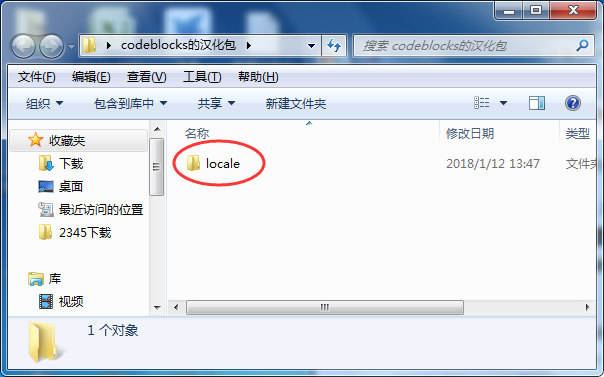 codeblocks的汉化包
搜索 codeblocks的汉化包
文件(F) 编辑(E) 查看(V) 工具(T) 帮助(H)
组织 包含到库中 共享 新建文件夹
名称 修改日期 类型
收藏夹
下载
桌面
最近访问的位置
2345下载
库
视频
locale 2018/1/12 13:47 文件夹
1 个对象